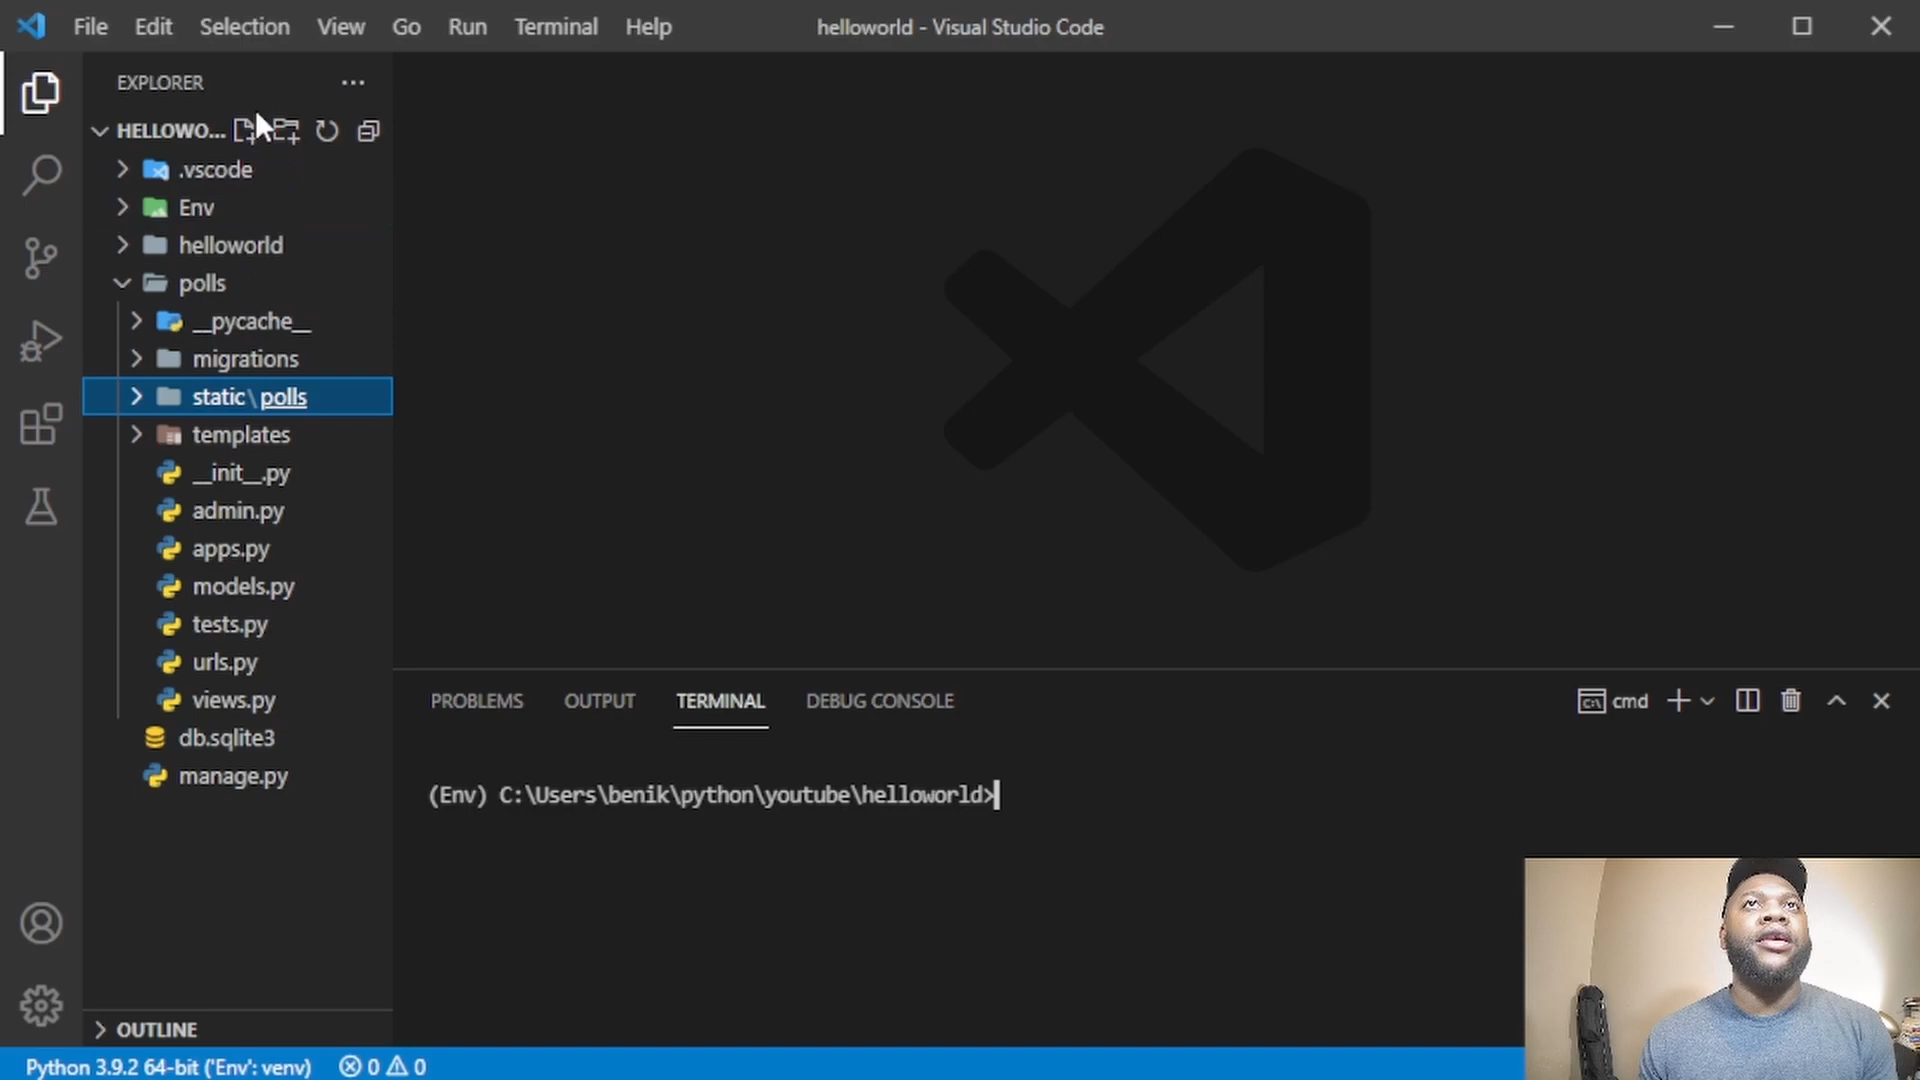 File Edit Selection View Go Run Terminal Help
helloworld - Visual Studio Code
EXPLORER
HELLOWO...
.vscode
Env
helloworld
polls
__pycache__
migrations
static\polls
templates
__init__.py
admin.py
apps.py
models.py
tests.py
urls.py
views.py
db.sqlite3
manage.py
OUTLINE
PROBLEMS OUTPUT TERMINAL DEBUG CONSOLE
cmd
(Env) C:\Users\benik\python\youtube\helloworld>
Python 3.9.2 64-bit ('Env': venv) 0 0